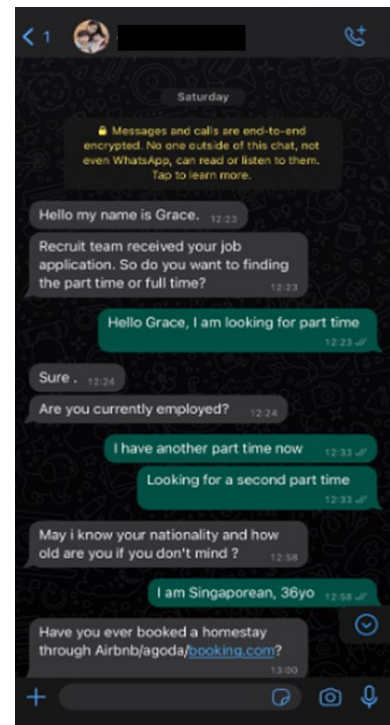 1
Saturday
Messages and calls are end-to-end
encrypted. No one outside of this chat, not
even WhatsApp, can read or listen to them.
Tap to learn more.
Hello my name is Grace. 12:23
Recruit team received your job
application. So do you want to finding
the part time or full time?
12:23
Hello Grace, I am looking for part time
12:23
Sure . 12:24
Are you currently employed? 12:24
I have another part time now 12:33
Looking for a second part time
12:33
May i know your nationality and how
old are you if you don't mind ?
12:58
I am Singaporean, 36yo 12:58
Have you ever booked a homestay
through Airbnb/agoda/booking.com?
13:00